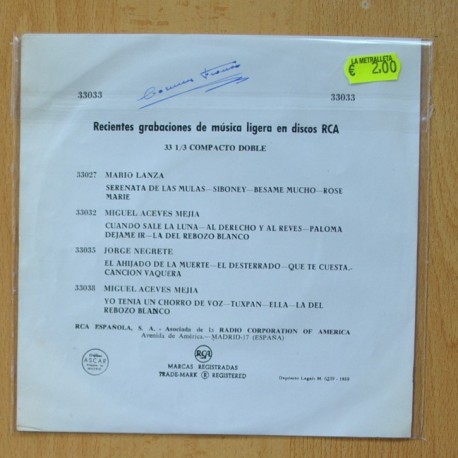 LA METRALLETA
€ 2,00
33033
33033
Recientes grabaciones de música ligera en discos RCA
33 1/3 COMPACTO DOBLE
33027 MARIO LANZA
SERENATA DE LAS MULAS—SIBONEY—BESAME MUCHO—ROSE
MARIE
33032 MIGUEL ACEVES MEJIA
CUANDO SALE LA LUNA—AL DERECHO Y AL REVES—PALOMA
DEJAME IR—LA DEL REBOZO BLANCO
33035 JORGE NEGRETE
EL AHIJADO DE LA MUERTE—EL DESTERRADO—QUE TE CUESTA,-
CANCION VAQUERA
33038 MIGUEL ACEVES MEJIA
YO TENIA UN CHORRO DE VOZ—TUXPAN—ELLA—LA DEL
REBOZO BLANCO
RCA ESPAÑOLA, S. A. - Asociada de la RADIO CORPORATION OF AMERICA
Avenida de América.—MADRID-17 (ESPAÑA)
ASCAR
RCA
MARCAS REGISTRADAS
TRADE-MARK ® REGISTERED